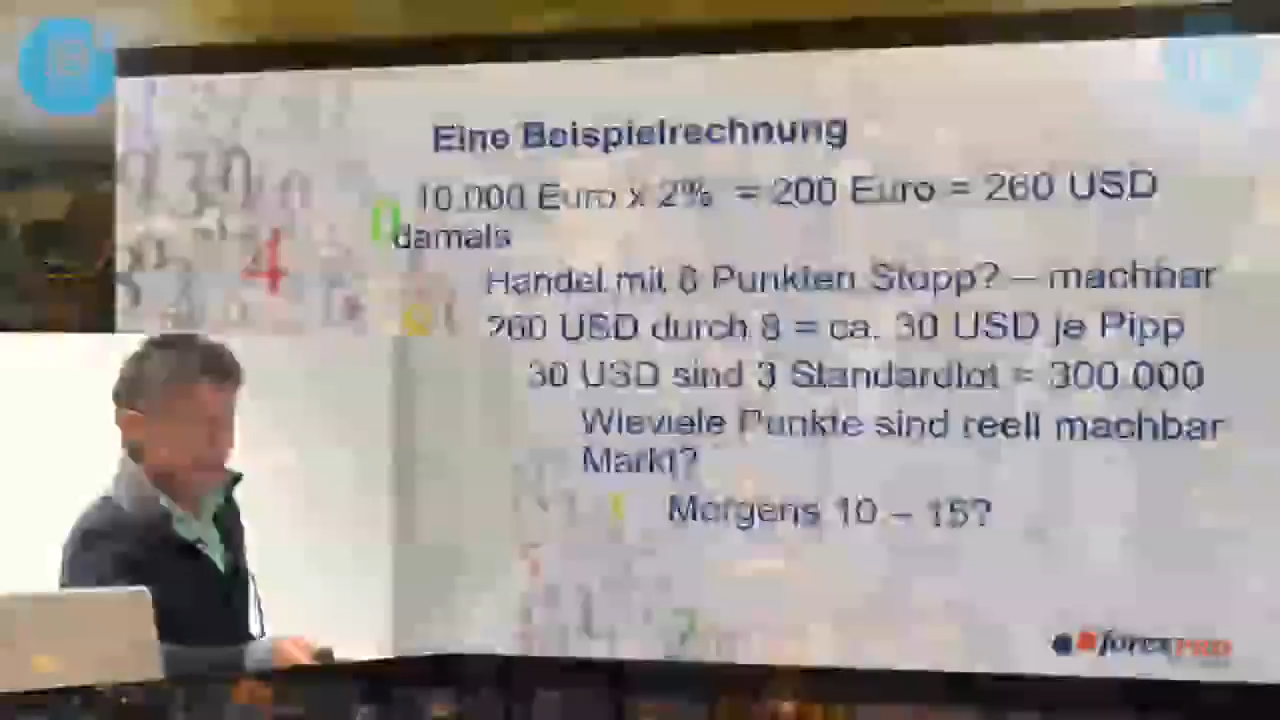 Eine Beispielrechnung
10.000 Euro x 2% = 200 Euro = 260 USD
damals
Handel mit 8 Punkten Stopp? – machbar
260 USD durch 8 = ca. 30 USD je Pipp
30 USD sind 3 Standardlot = 300.000
Wieviele Punkte sind reell machbar
Markt?
Morgens 10 – 15?
forexPRO
4